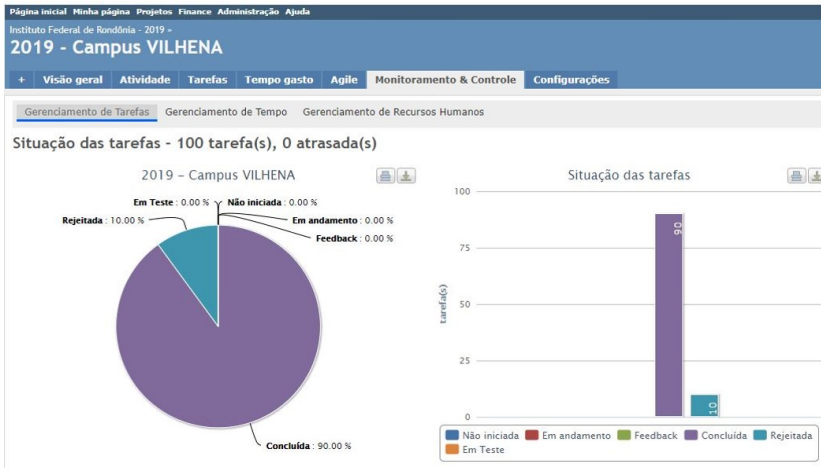 Página inicial Minha página Projetos Finance Administração Ajuda
Instituto Federal de Rondônia - 2019 »
2019 - Campus VILHENA
+ Visão geral Atividade Tarefas Tempo gasto Agile Monitoramento & Controle Configurações
Gerenciamento de Tarefas Gerenciamento de Tempo Gerenciamento de Recursos Humanos
Situação das tarefas - 100 tarefa(s), 0 atrasada(s)
2019 – Campus VILHENA
Em Teste : 0.00 % Não iniciada : 0.00 %
Rejeitada : 10.00 % Em andamento : 0.00 %
Feedback : 0.00 %
Concluída : 90.00 %
Situação das tarefas
100
75
50
25
0
tarefa(s)
90
10
Não iniciada Em andamento Feedback Concluída Rejeitada
Em Teste